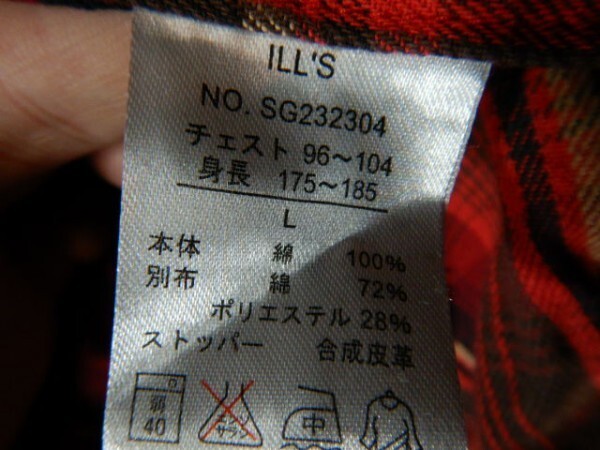 ILL'S
NO. SG232304
チェスト 96～104
身長 175～185
L
本体 綿 100%
別布 綿 72%
ポリエステル 28%
ストッパー 合成皮革
弱
40
中